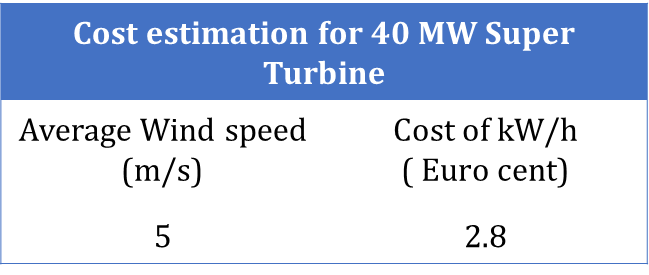 Cost estimation for 40 MW Super
Turbine
Average Wind speed
(m/s)
Cost of kW/h
( Euro cent)
5
2.8